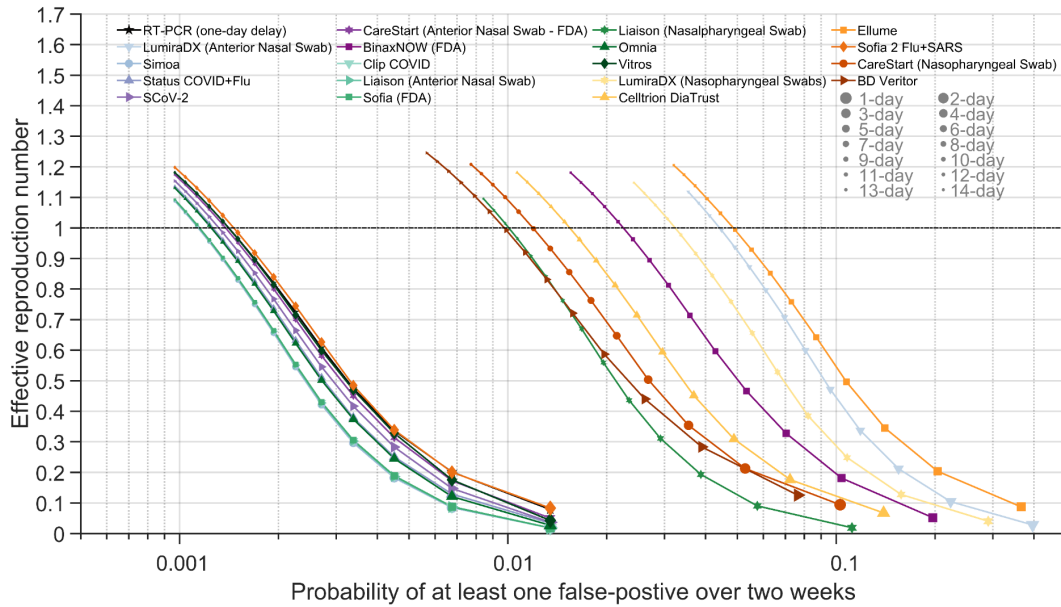 1.7
1.6
1.5
1.4
1.3
1.2
1.1
1
0.9
0.8
0.7
0.6
0.5
0.4
0.3
0.2
0.1
0
Effective reproduction number
RT-PCR (one-day delay)
LumiraDX (Anterior Nasal Swab)
Simoa
Status COVID+Flu
SCoV-2
CareStart (Anterior Nasal Swab - FDA)
BinaxNOW (FDA)
Clip COVID
Liaison (Anterior Nasal Swab)
Sofia (FDA)
Liaison (Nasalpharyngeal Swab)
Omnia
Vitros
LumiraDX (Nasopharyngeal Swabs)
Celltrion DiaTrust
Ellume
Sofia 2 Flu+SARS
CareStart (Nasopharyngeal Swab)
BD Veritor
1-day 2-day
3-day 4-day
5-day 6-day
7-day 8-day
9-day 10-day
11-day 12-day
13-day 14-day
0.001 0.01 0.1
Probability of at least one false-postive over two weeks